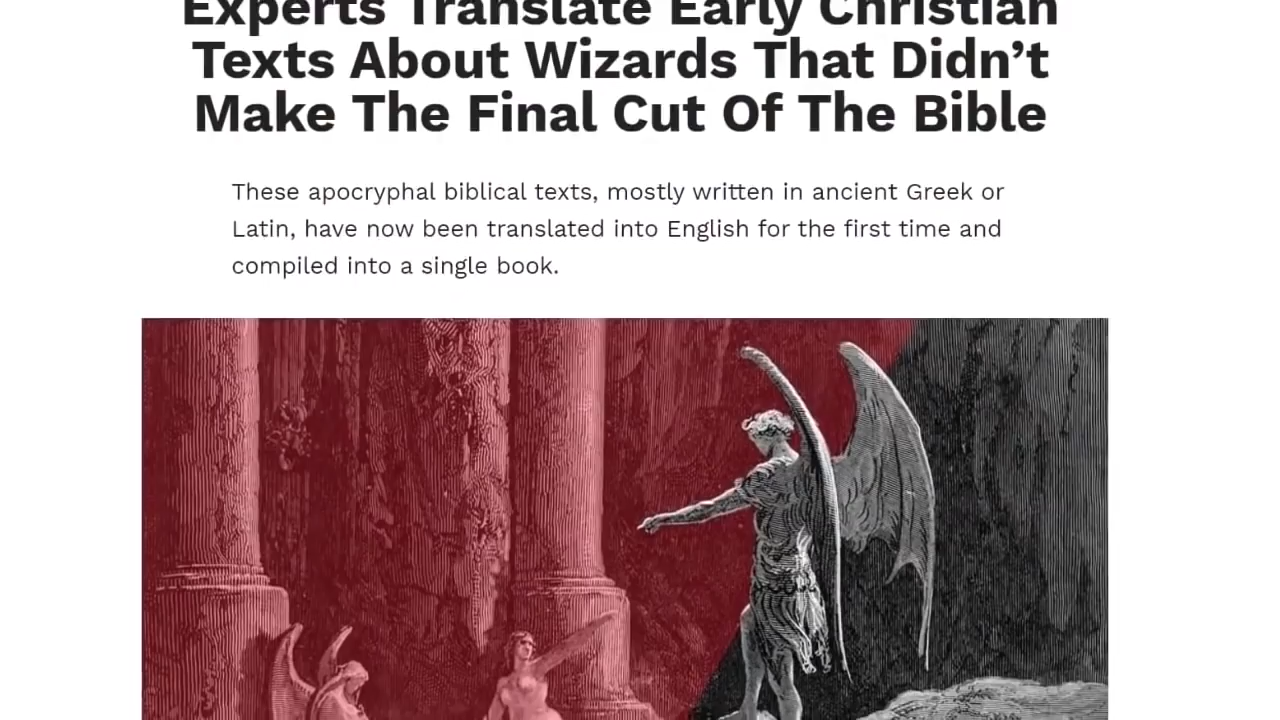 Experts Translate Early Christian
Texts About Wizards That Didn’t
Make The Final Cut Of The Bible
These apocryphal biblical texts, mostly written in ancient Greek or
Latin, have now been translated into English for the first time and
compiled into a single book.